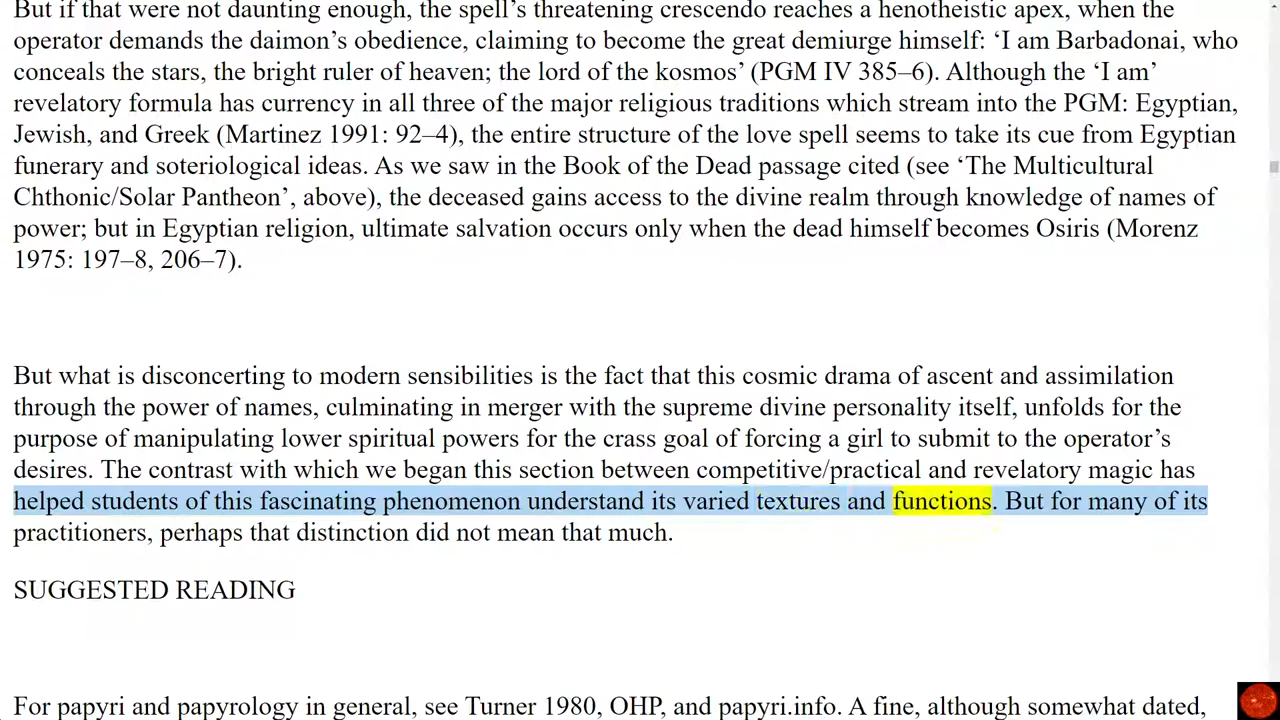 But if that were not daunting enough, the spell’s threatening crescendo reaches a henotheistic apex, when the
operator demands the daimon’s obedience, claiming to become the great demiurge himself: ‘I am Barbadonai, who
conceals the stars, the bright ruler of heaven; the lord of the kosmos’ (PGM IV 385–6). Although the ‘I am’
revelatory formula has currency in all three of the major religious traditions which stream into the PGM: Egyptian,
Jewish, and Greek (Martinez 1991: 92–4), the entire structure of the love spell seems to take its cue from Egyptian
funerary and soteriological ideas. As we saw in the Book of the Dead passage cited (see ‘The Multicultural
Chthonic/Solar Pantheon’, above), the deceased gains access to the divine realm through knowledge of names of
power; but in Egyptian religion, ultimate salvation occurs only when the dead himself becomes Osiris (Morenz
1975: 197–8, 206–7).
But what is disconcerting to modern sensibilities is the fact that this cosmic drama of ascent and assimilation
through the power of names, culminating in merger with the supreme divine personality itself, unfolds for the
purpose of manipulating lower spiritual powers for the crass goal of forcing a girl to submit to the operator’s
desires. The contrast with which we began this section between competitive/practical and revelatory magic has
helped students of this fascinating phenomenon understand its varied textures and functions. But for many of its
practitioners, perhaps that distinction did not mean that much.
SUGGESTED READING
For papyri and papyrology in general, see Turner 1980, OHP, and papyri.info. A fine, although somewhat dated,